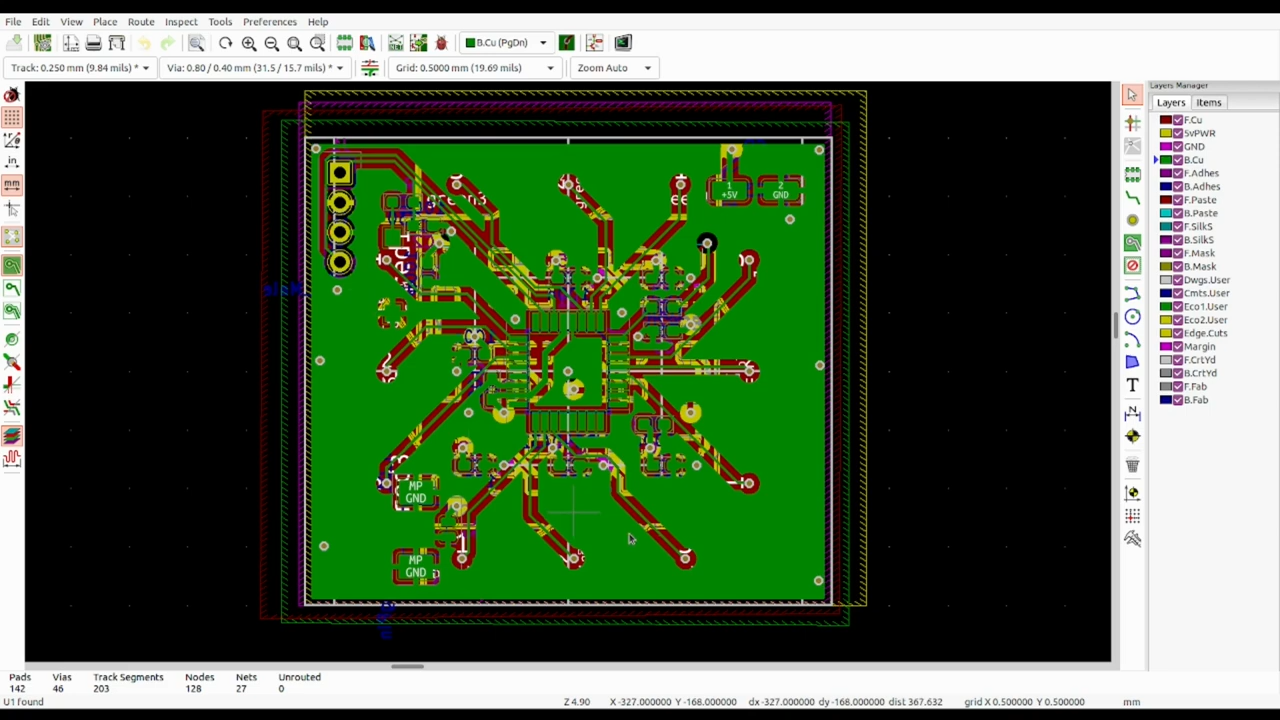 File Edit View Place Route Inspect Tools Preferences Help
B.Cu (PgDn)
Track: 0.250 mm (9.84 mils) * Via: 0.80 / 0.40 mm (31.5 / 15.7 mils) * Grid: 0.5000 mm (19.69 mils) Zoom Auto
Layers Manager
Layers Items
F.Cu
5vPWR
GND
B.Cu
F.Adhes
B.Adhes
F.Paste
B.Paste
F.SilkS
B.SilkS
F.Mask
B.Mask
Dwgs.User
Cmts.User
Eco1.User
Eco2.User
Edge.Cuts
Margin
F.CrtYd
B.CrtYd
F.Fab
B.Fab
in
mm
1
+5V
2
GND
MP
GND
MP
GND
T
N
Pads Vias Track Segments Nodes Nets Unrouted
142 46 203 128 27 0
U1 found Z 4.90 X -327.000000 Y -168.000000 dx -327.000000 dy -168.000000 dist 367.632 grid X 0.500000 Y 0.500000 mm